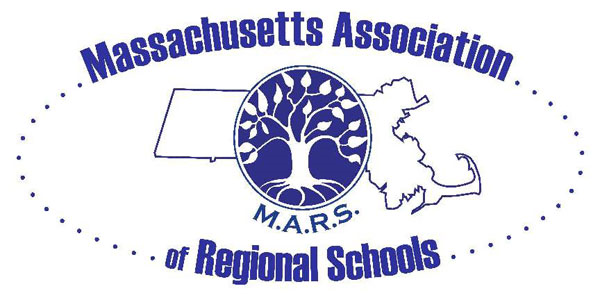 Massachusetts Association
M.A.R.S.
of Regional Schools